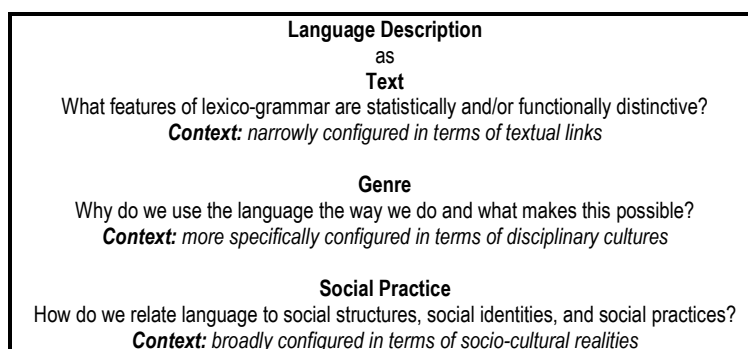 Language Description
as
Text
What features of lexico-grammar are statistically and/or functionally distinctive?
Context: narrowly configured in terms of textual links
Genre
Why do we use the language the way we do and what makes this possible?
Context: more specifically configured in terms of disciplinary cultures
Social Practice
How do we relate language to social structures, social identities, and social practices?
Context: broadly configured in terms of socio-cultural realities